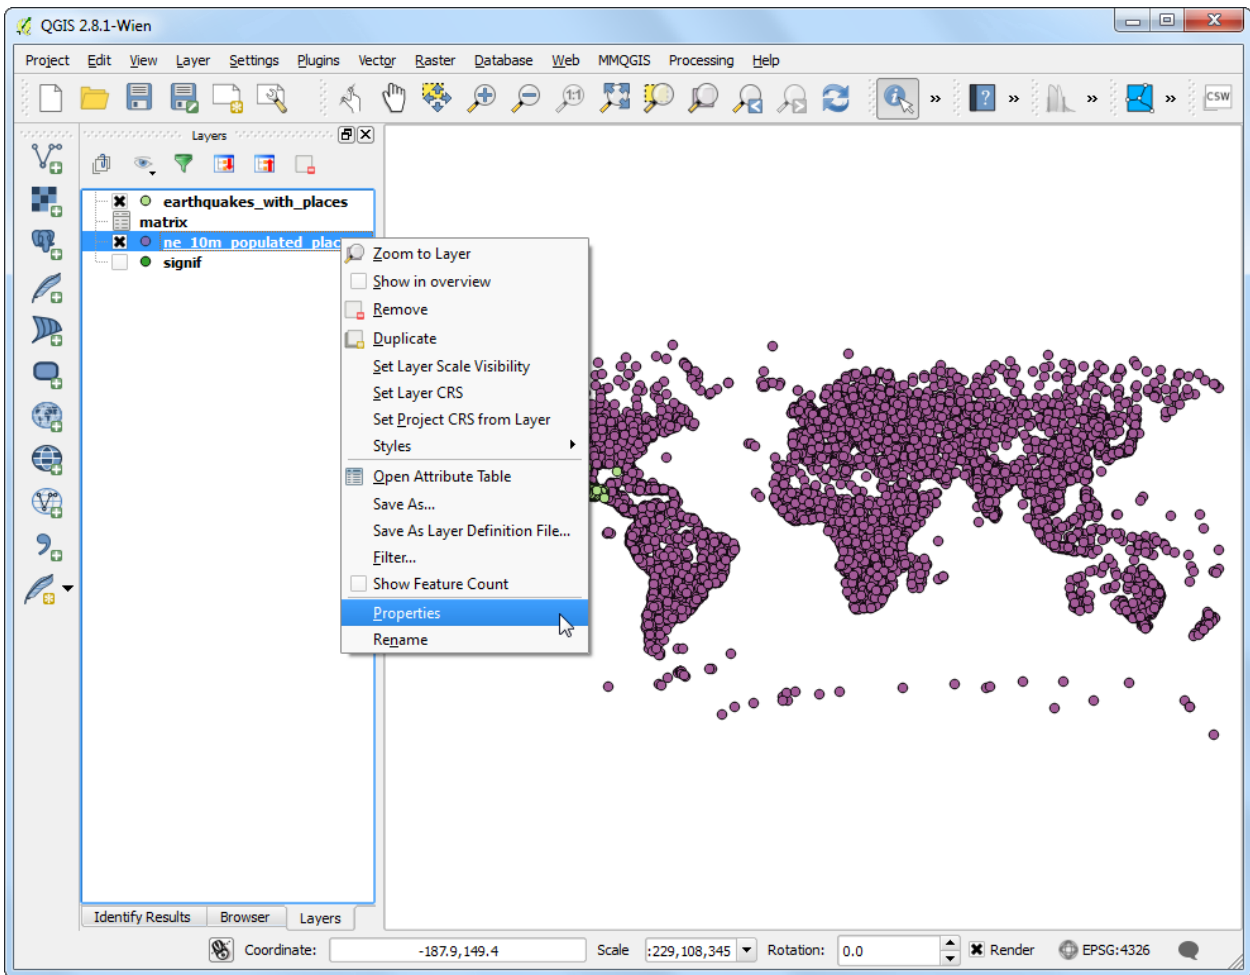 QGIS 2.8.1-Wien
Project Edit View Layer Settings Plugins Vector Raster Database Web MMQGIS Processing Help
1:1 » ? » » » CSW
Layers
earthquakes_with_places
matrix
ne_10m_populated_plac
signif
Zoom to Layer
Show in overview
Remove
Duplicate
Set Layer Scale Visibility
Set Layer CRS
Set Project CRS from Layer
Styles
Open Attribute Table
Save As...
Save As Layer Definition File...
Filter...
Show Feature Count
Properties
Rename
Identify Results Browser Layers
Coordinate: -187.9,149.4 Scale :229,108,345 Rotation: 0.0 Render EPSG:4326